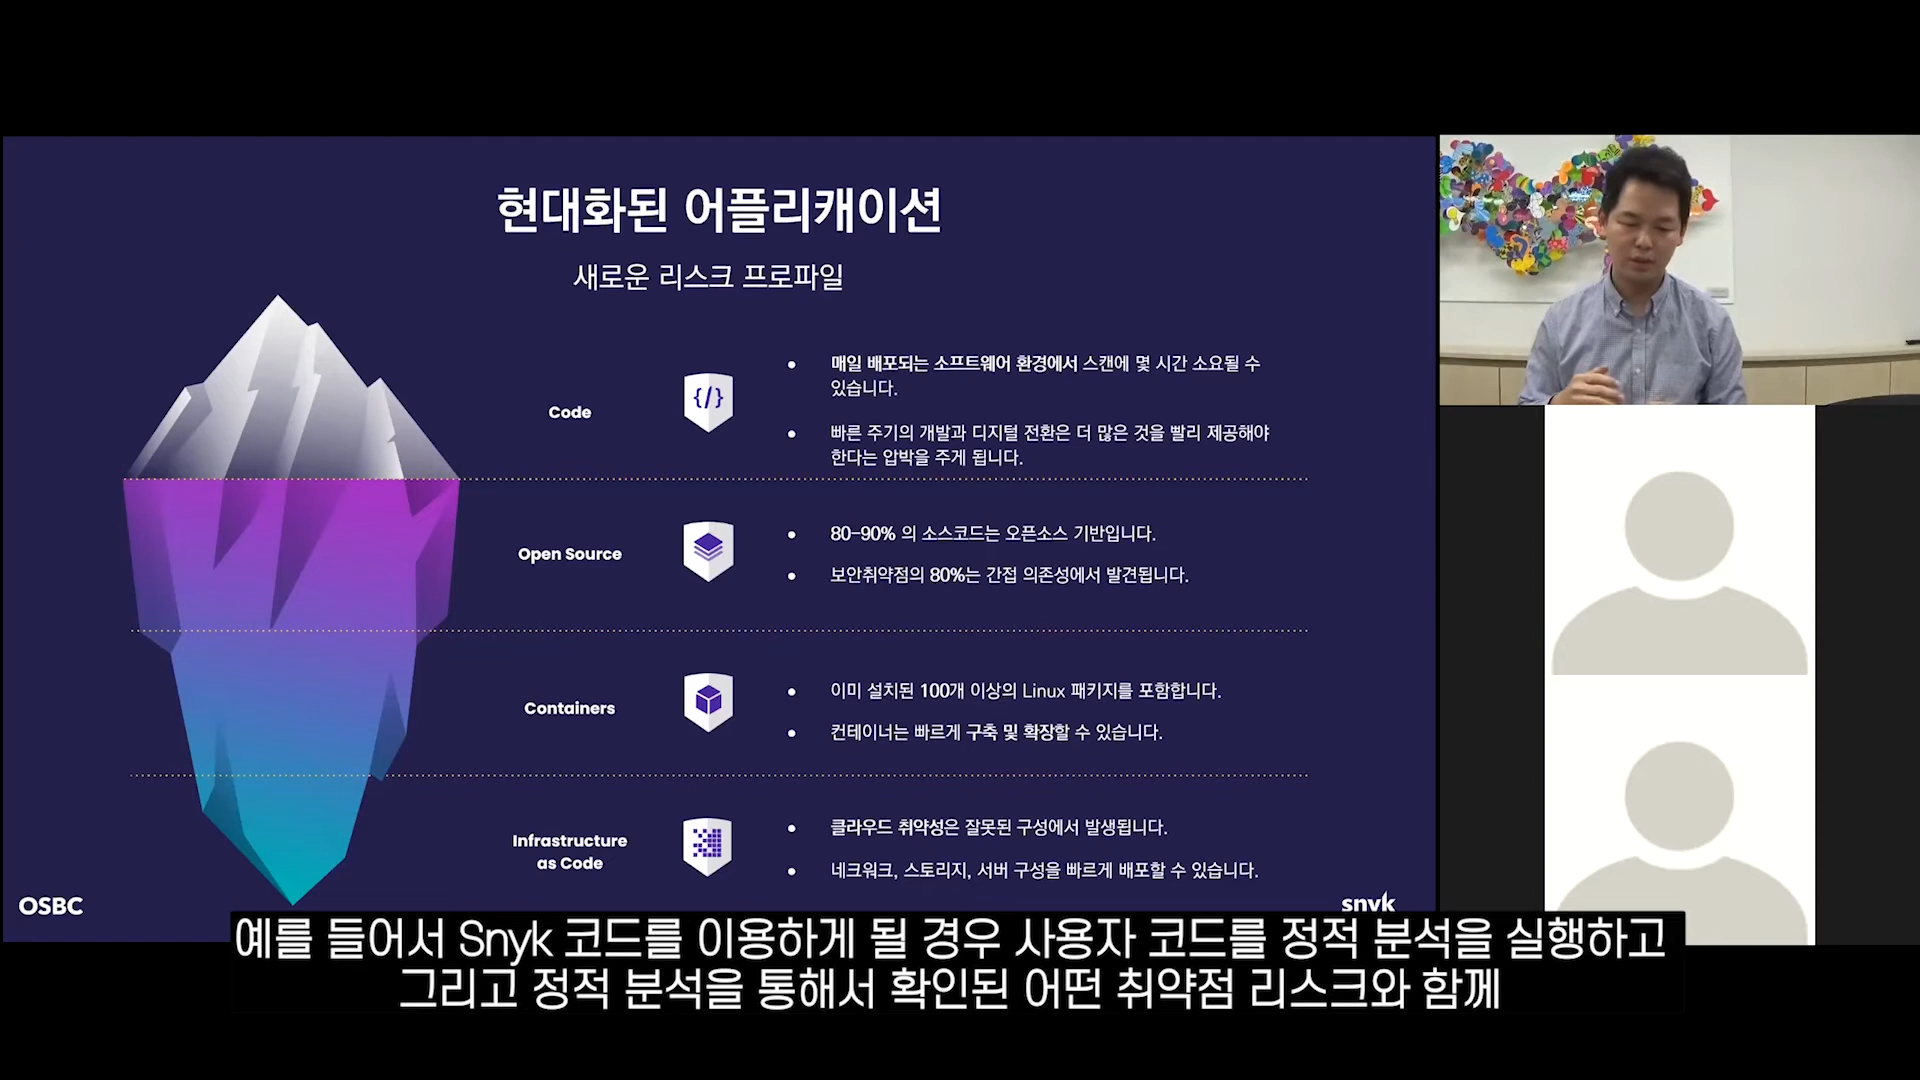 현대화된 어플리캐이션
새로운 리스크 프로파일
Code
매일 배포되는 소프트웨어 환경에서 스캔에 몇 시간 소요될 수
있습니다.
빠른 주기의 개발과 디지털 전환은 더 많은 것을 빨리 제공해야
한다는 압박을 주게 됩니다.
Open Source
80-90% 의 소스코드는 오픈소스 기반입니다.
보안취약점의 80%는 간접 의존성에서 발견됩니다.
Containers
이미 설치된 100개 이상의 Linux 패키지를 포함합니다.
컨테이너는 빠르게 구축 및 확장할 수 있습니다.
Infrastructure
as Code
클라우드 취약성은 잘못된 구성에서 발생됩니다.
네크워크, 스토리지, 서버 구성을 빠르게 배포할 수 있습니다.
OSBC
snyk
예를 들어서 Snyk 코드를 이용하게 될 경우 사용자 코드를 정적 분석을 실행하고
그리고 정적 분석을 통해서 확인된 어떤 취약점 리스크와 함께